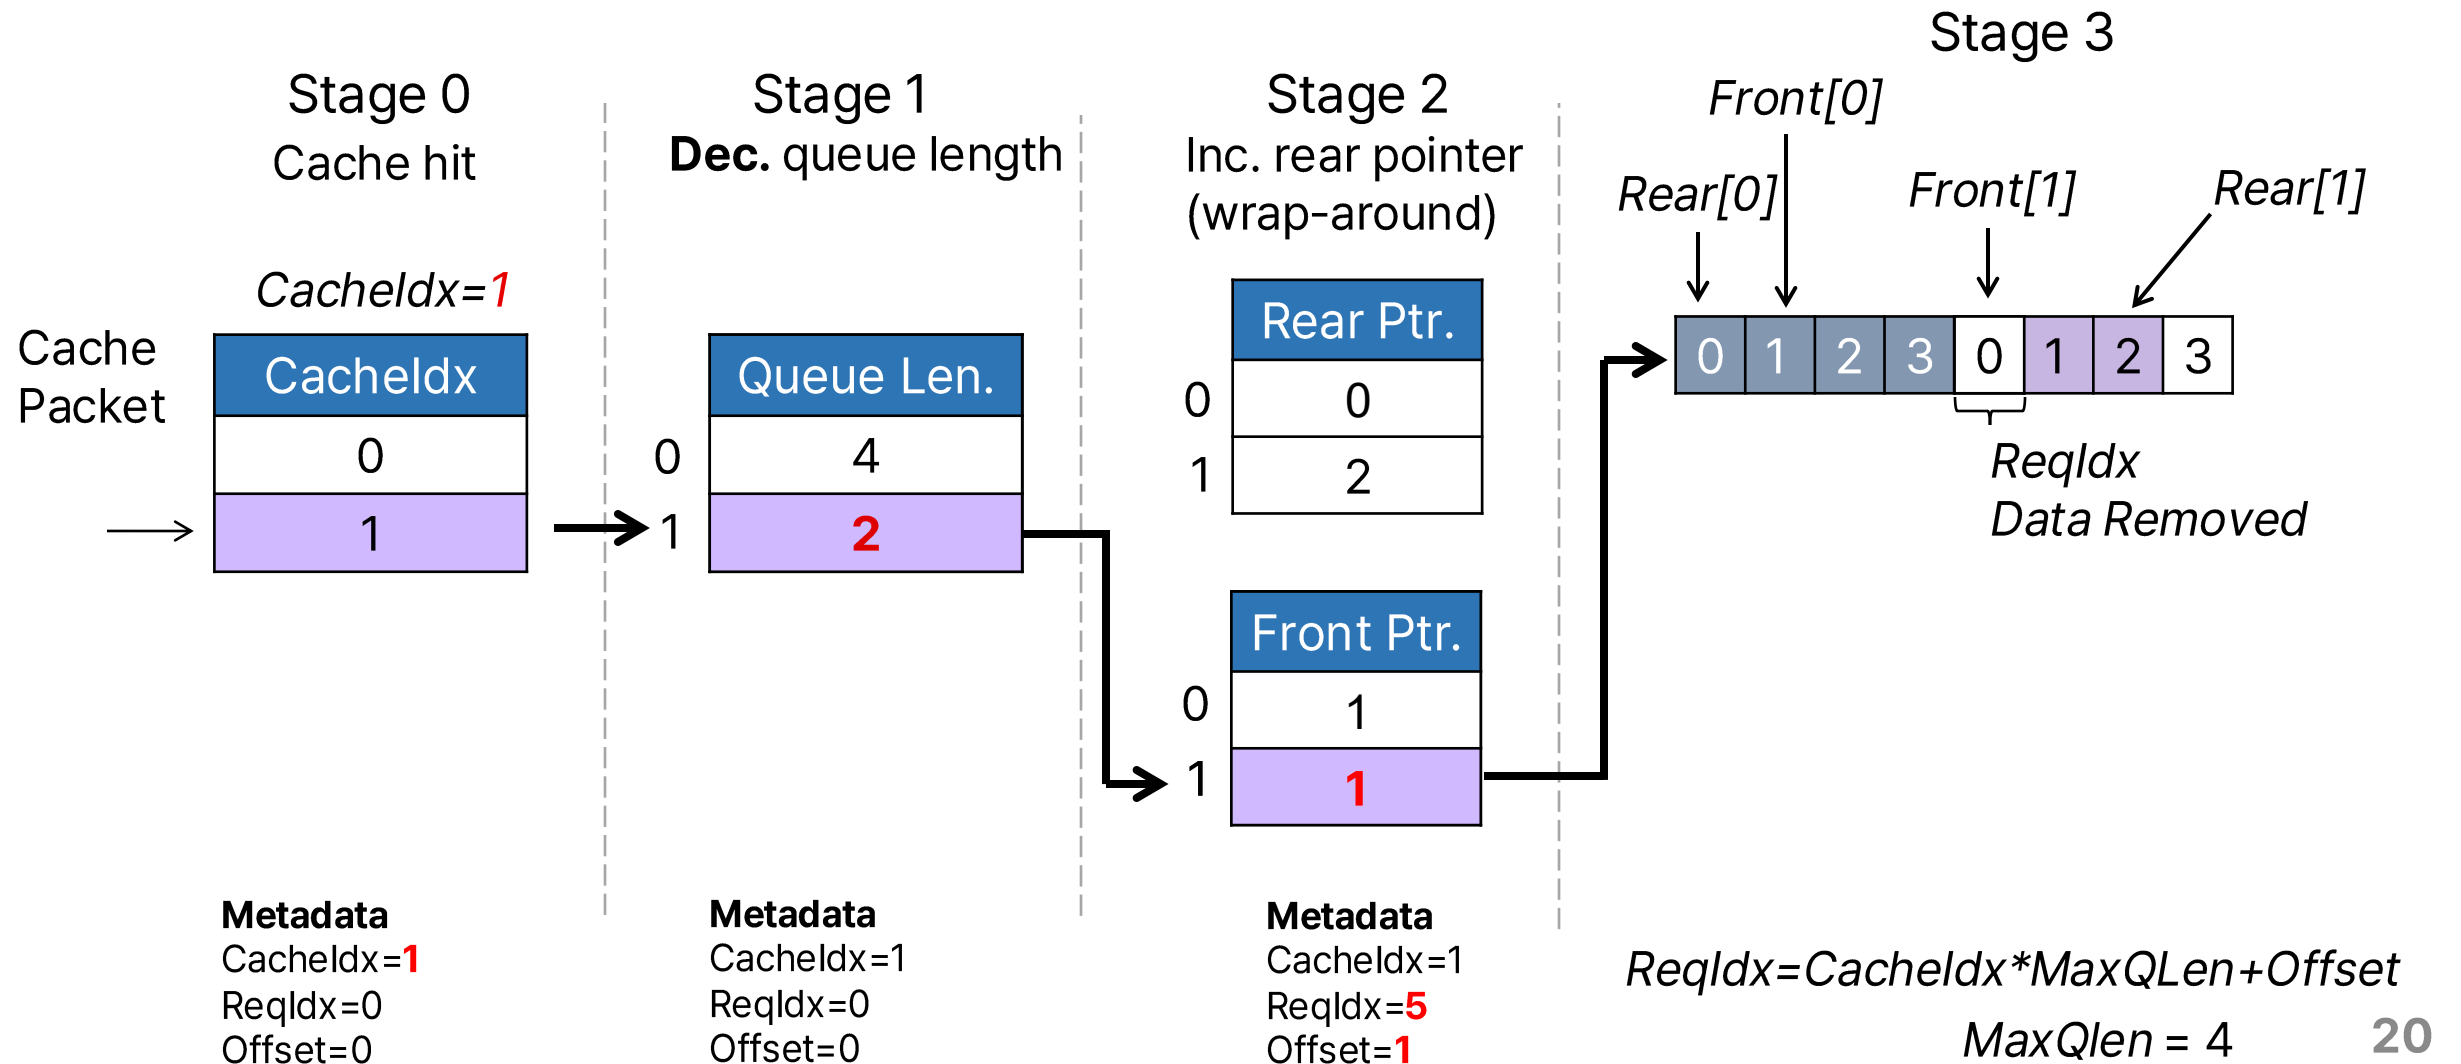 Stage 0
Cache hit
CacheIdx=1
Cache
Packet
CacheIdx
0
1
Metadata
CacheIdx=1
ReqIdx=0
Offset=0
Stage 1
Dec. queue length
Queue Len.
0
4
1
2
Metadata
CacheIdx=1
ReqIdx=0
Offset=0
Stage 2
Inc. rear pointer
(wrap-around)
Rear Ptr.
0
0
1
2
Front Ptr.
0
1
1
1
Metadata
CacheIdx=1
ReqIdx=5
Offset=1
Stage 3
Front[0]
Rear[0]
Front[1]
Rear[1]
0 1 2 3 0 1 2 3
ReqIdx
Data Removed
ReqIdx=CacheIdx*MaxQLen+Offset
MaxQlen = 4
20